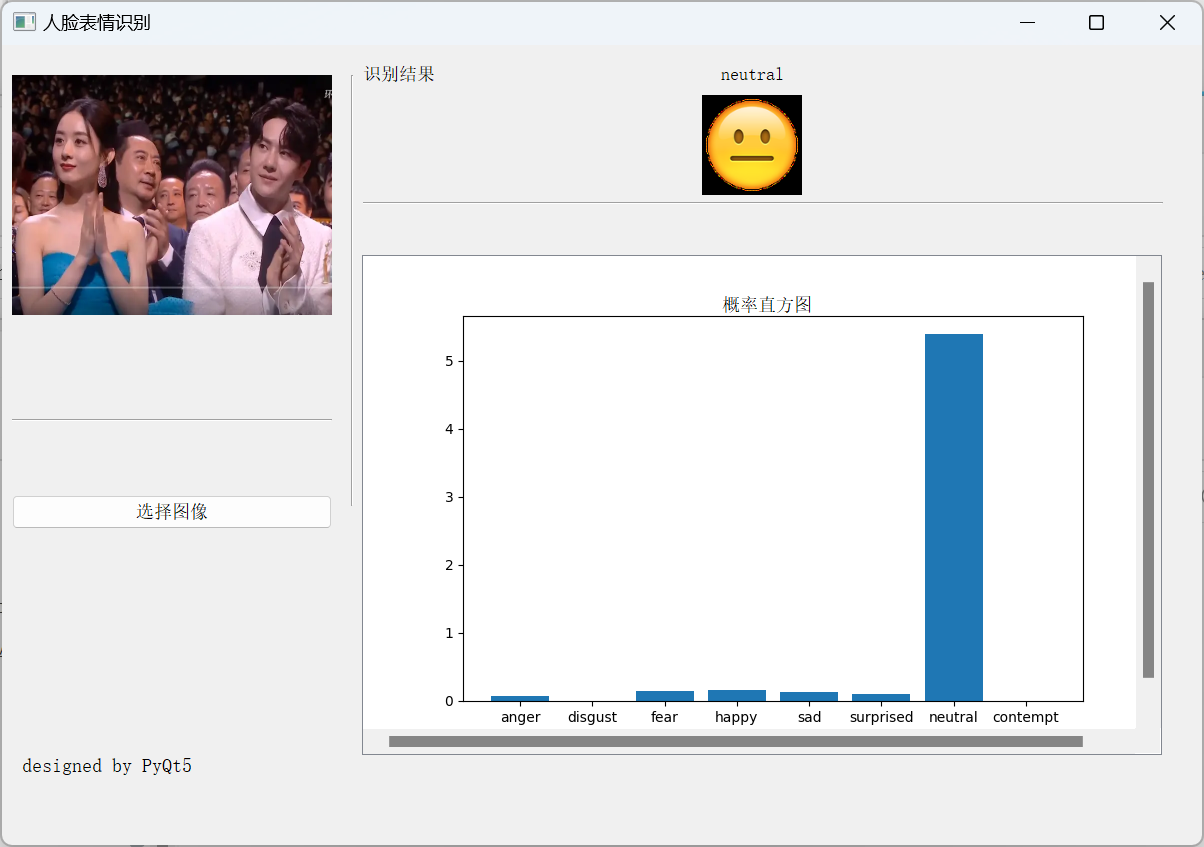 人脸表情识别
识别结果
neutral
环
选择图像
designed by PyQt5
概率直方图
5
4
3
2
1
0
anger disgust fear happy sad surprised neutral contempt